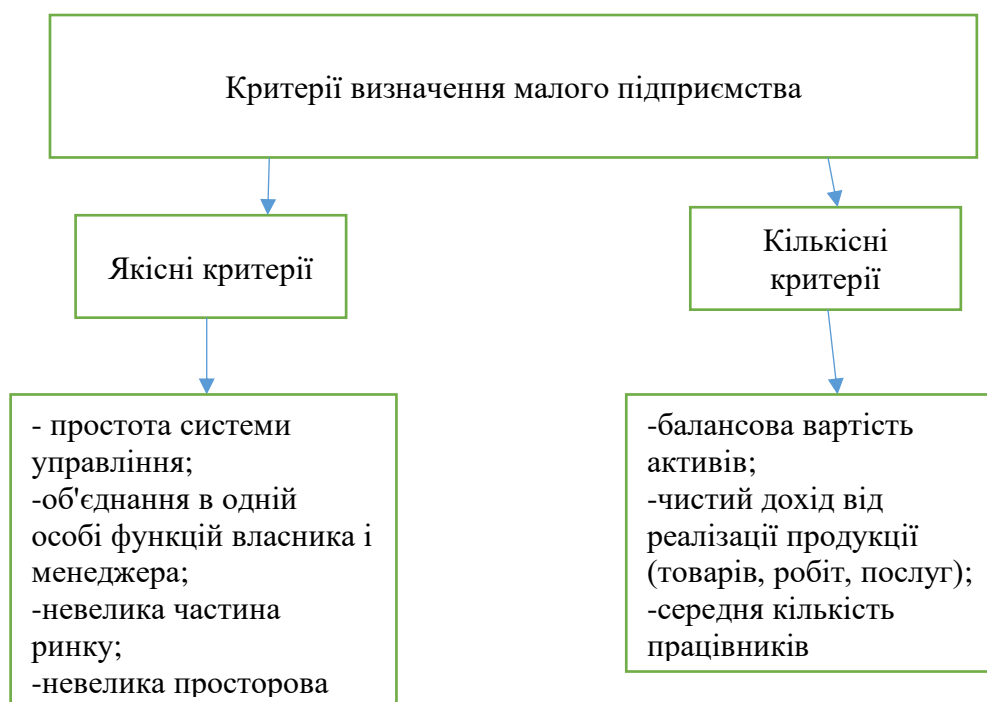 Критерії визначення малого підприємства
Якісні критерії
Кількісні
критерії
- простота системи
управління;
-об'єднання в одній
особі функцій власника і
менеджера;
-невелика частина
ринку;
-невелика просторова
-балансова вартість
активів;
-чистий дохід від
реалізації продукції
(товарів, робіт, послуг);
-середня кількість
працівників